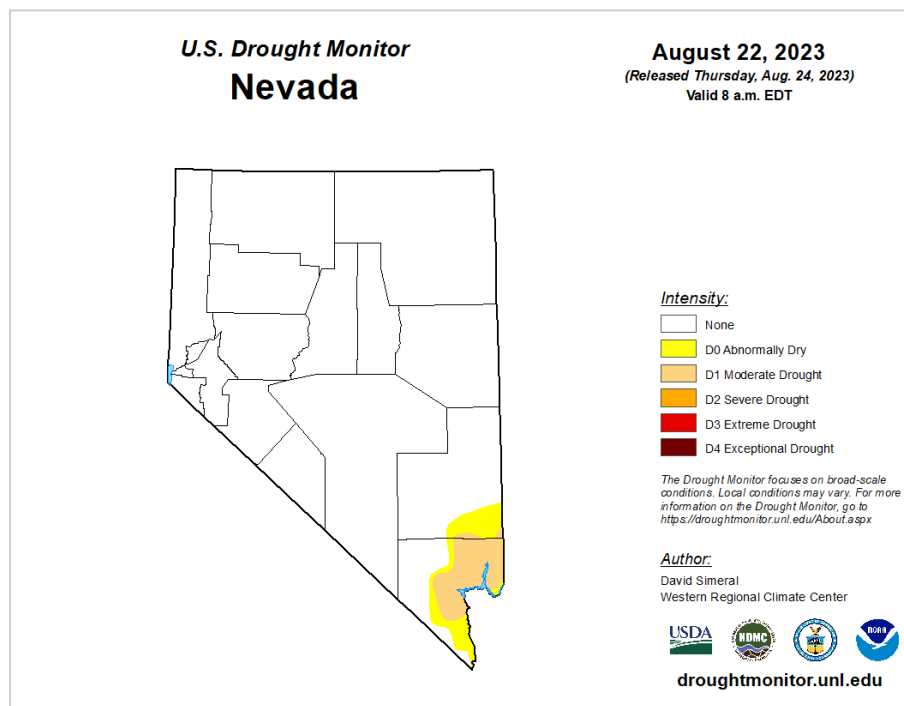 U.S. Drought Monitor
Nevada
August 22, 2023
(Released Thursday, Aug. 24, 2023)
Valid 8 a.m. EDT
Intensity:
None
D0 Abnormally Dry
D1 Moderate Drought
D2 Severe Drought
D3 Extreme Drought
D4 Exceptional Drought
The Drought Monitor focuses on broad-scale
conditions. Local conditions may vary. For more
information on the Drought Monitor, go to
https://droughtmonitor.unl.edu/About.aspx
Author:
David Simeral
Western Regional Climate Center
USDA
NDMC
NOAA
droughtmonitor.unl.edu